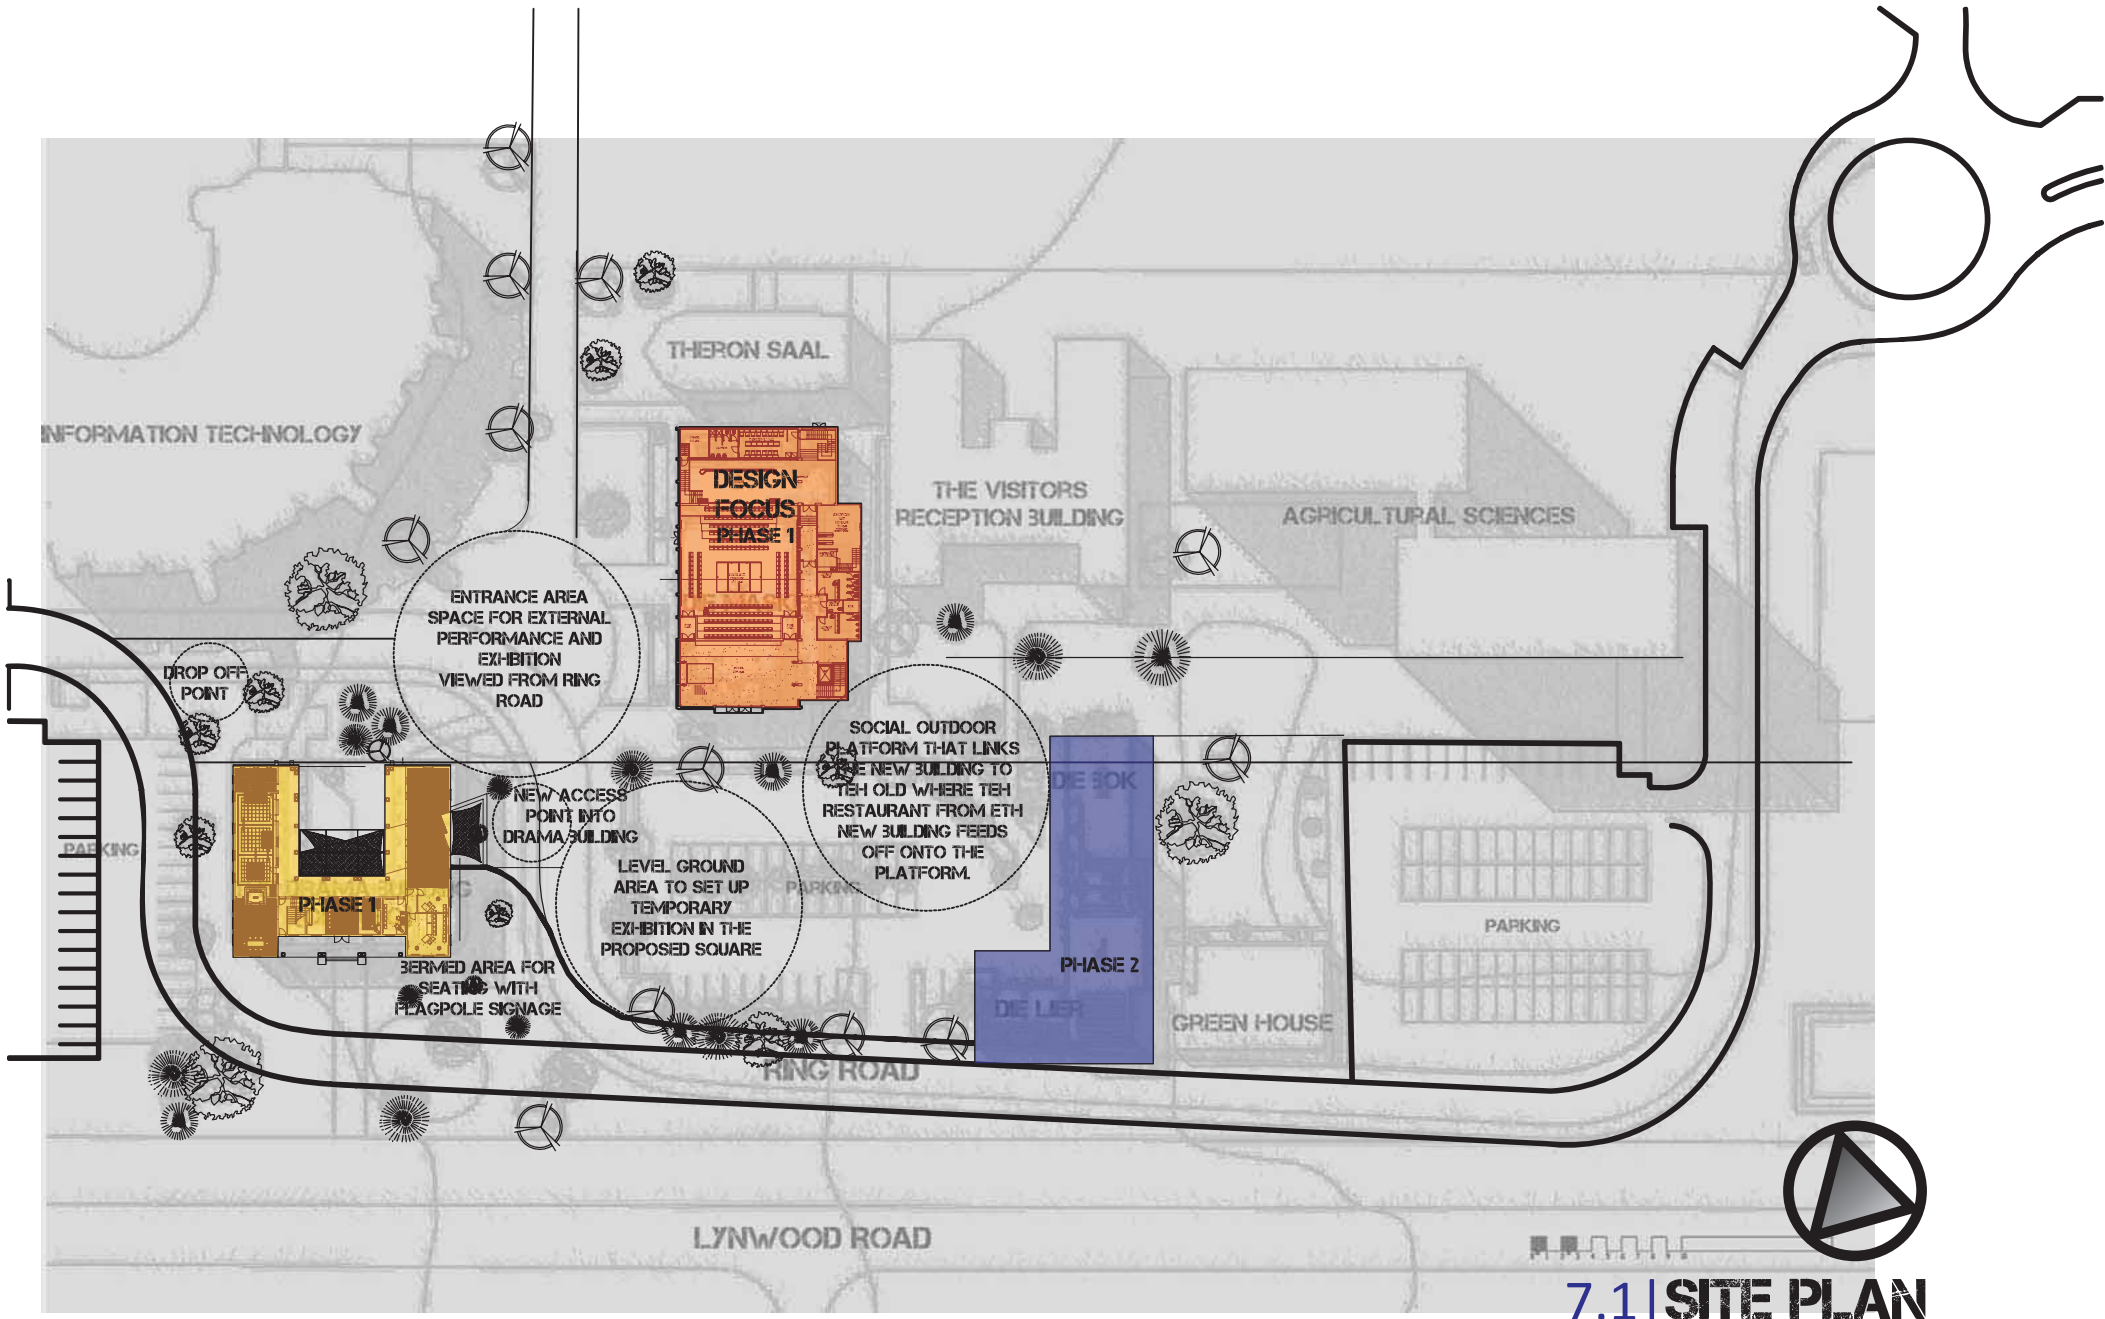 THERON SAAL
INFORMATION TECHNOLOGY
DESIGN
FOCUS
PHASE 1
THE VISITORS
RECEPTION BUILDING
AGRICULTURAL SCIENCES
ENTRANCE AREA
SPACE FOR EXTERNAL
PERFORMANCE AND
EXHIBITION
VIEWED FROM RING
ROAD
DROP OFF
POINT
SOCIAL OUTDOOR
PLATFORM THAT LINKS
NEW BUILDING TO
TEH OLD WHERE TEH
RESTAURANT FROM ETH
NEW BUILDING FEEDS
OFF ONTO THE
PLATFORM.
DIE BOK
NEW ACCESS
POINT INTO
DRAMA BUILDING
PARKING
LEVEL GROUND
AREA TO SET UP
TEMPORARY
EXHIBITION IN THE
PROPOSED SQUARE
PARKING
PHASE 1
PARKING
PHASE 2
BERMED AREA FOR
SEATING WITH
FLAGPOLE SIGNAGE
DIE LIER
GREEN HOUSE
RING ROAD
LYNWOOD ROAD
7.1|SITE PLAN